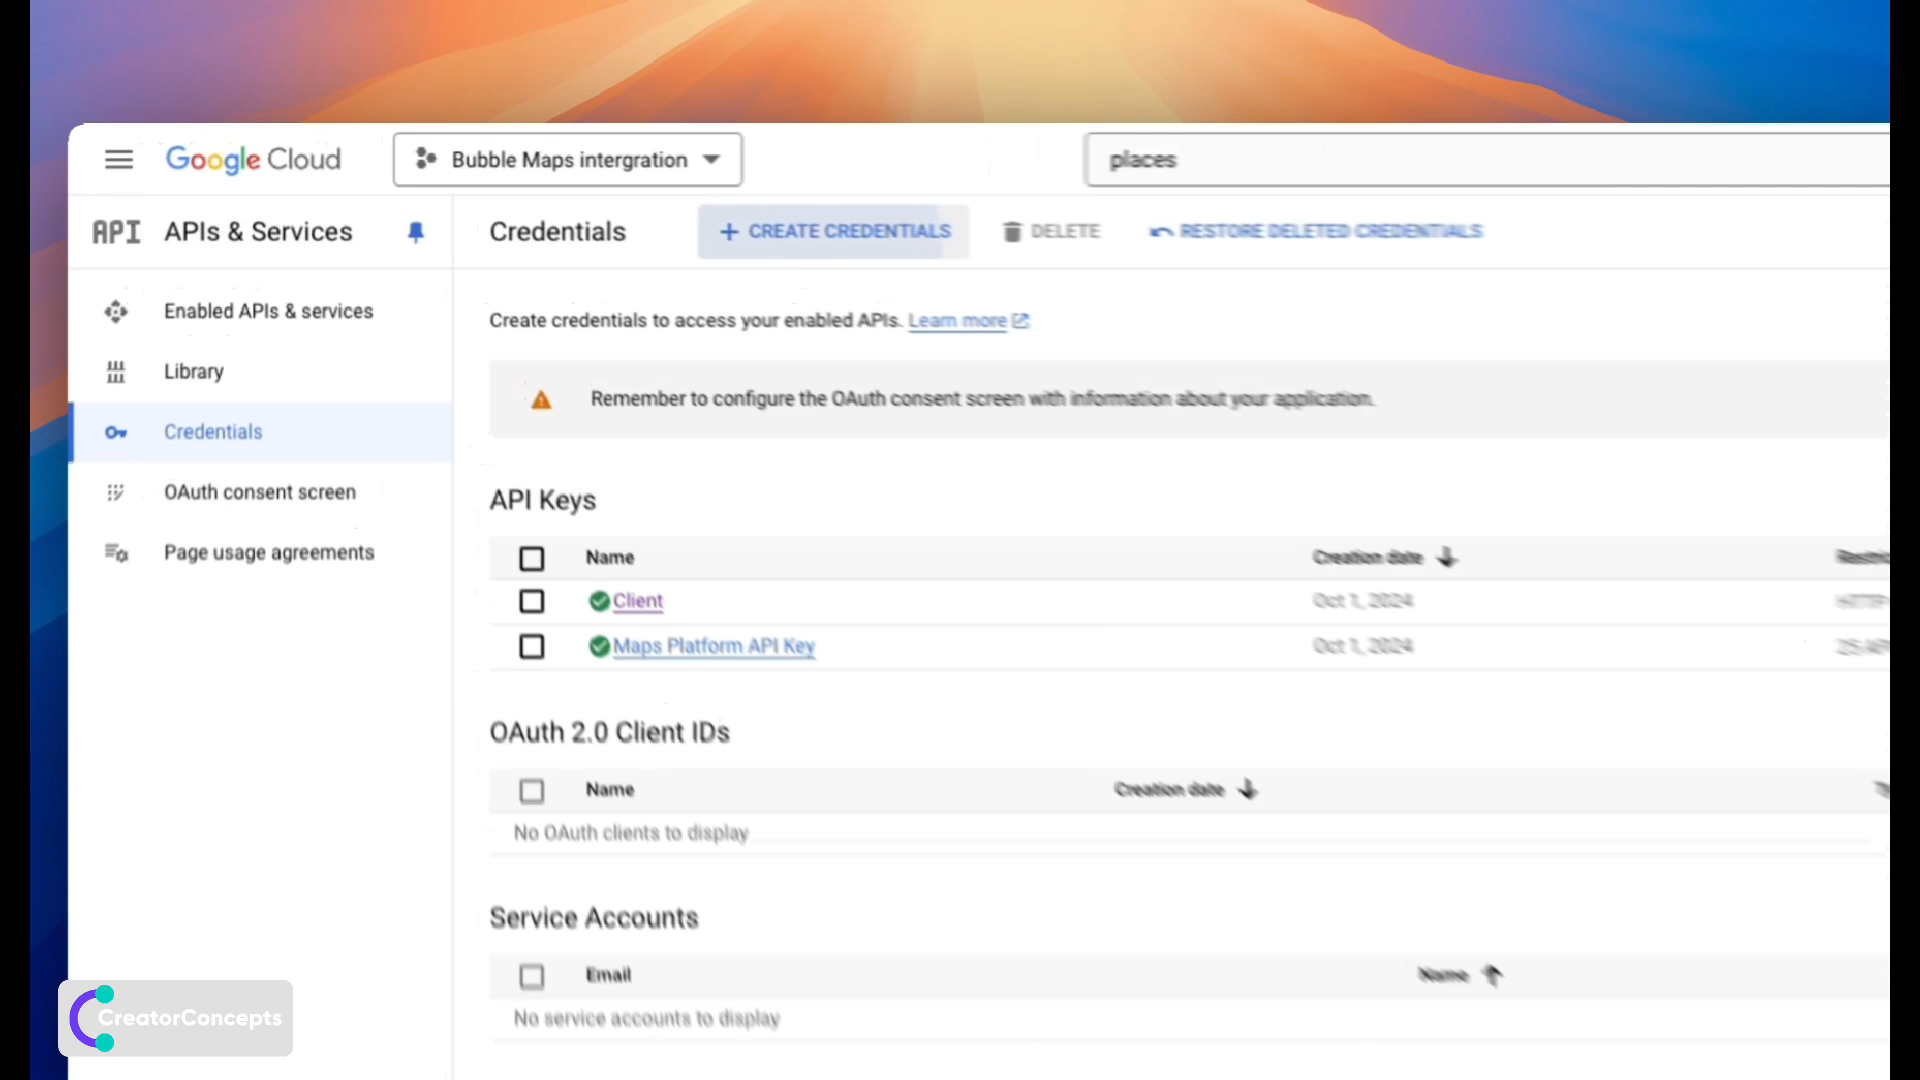 Google Cloud
Bubble Maps intergration
places
API
APIs & Services
Credentials
+ CREATE CREDENTIALS
DELETE
RESTORE DELETED CREDENTIALS
Enabled APIs & services
Library
Credentials
OAuth consent screen
Page usage agreements
Create credentials to access your enabled APIs. Learn more
Remember to configure the OAuth consent screen with information about your application.
API Keys
Name
Creation date
Client
Oct 1, 2024
Maps Platform API Key
Oct 1, 2024
OAuth 2.0 Client IDs
Name
Creation date
No OAuth clients to display
Service Accounts
Email
Name
No service accounts to display
CreatorConcepts